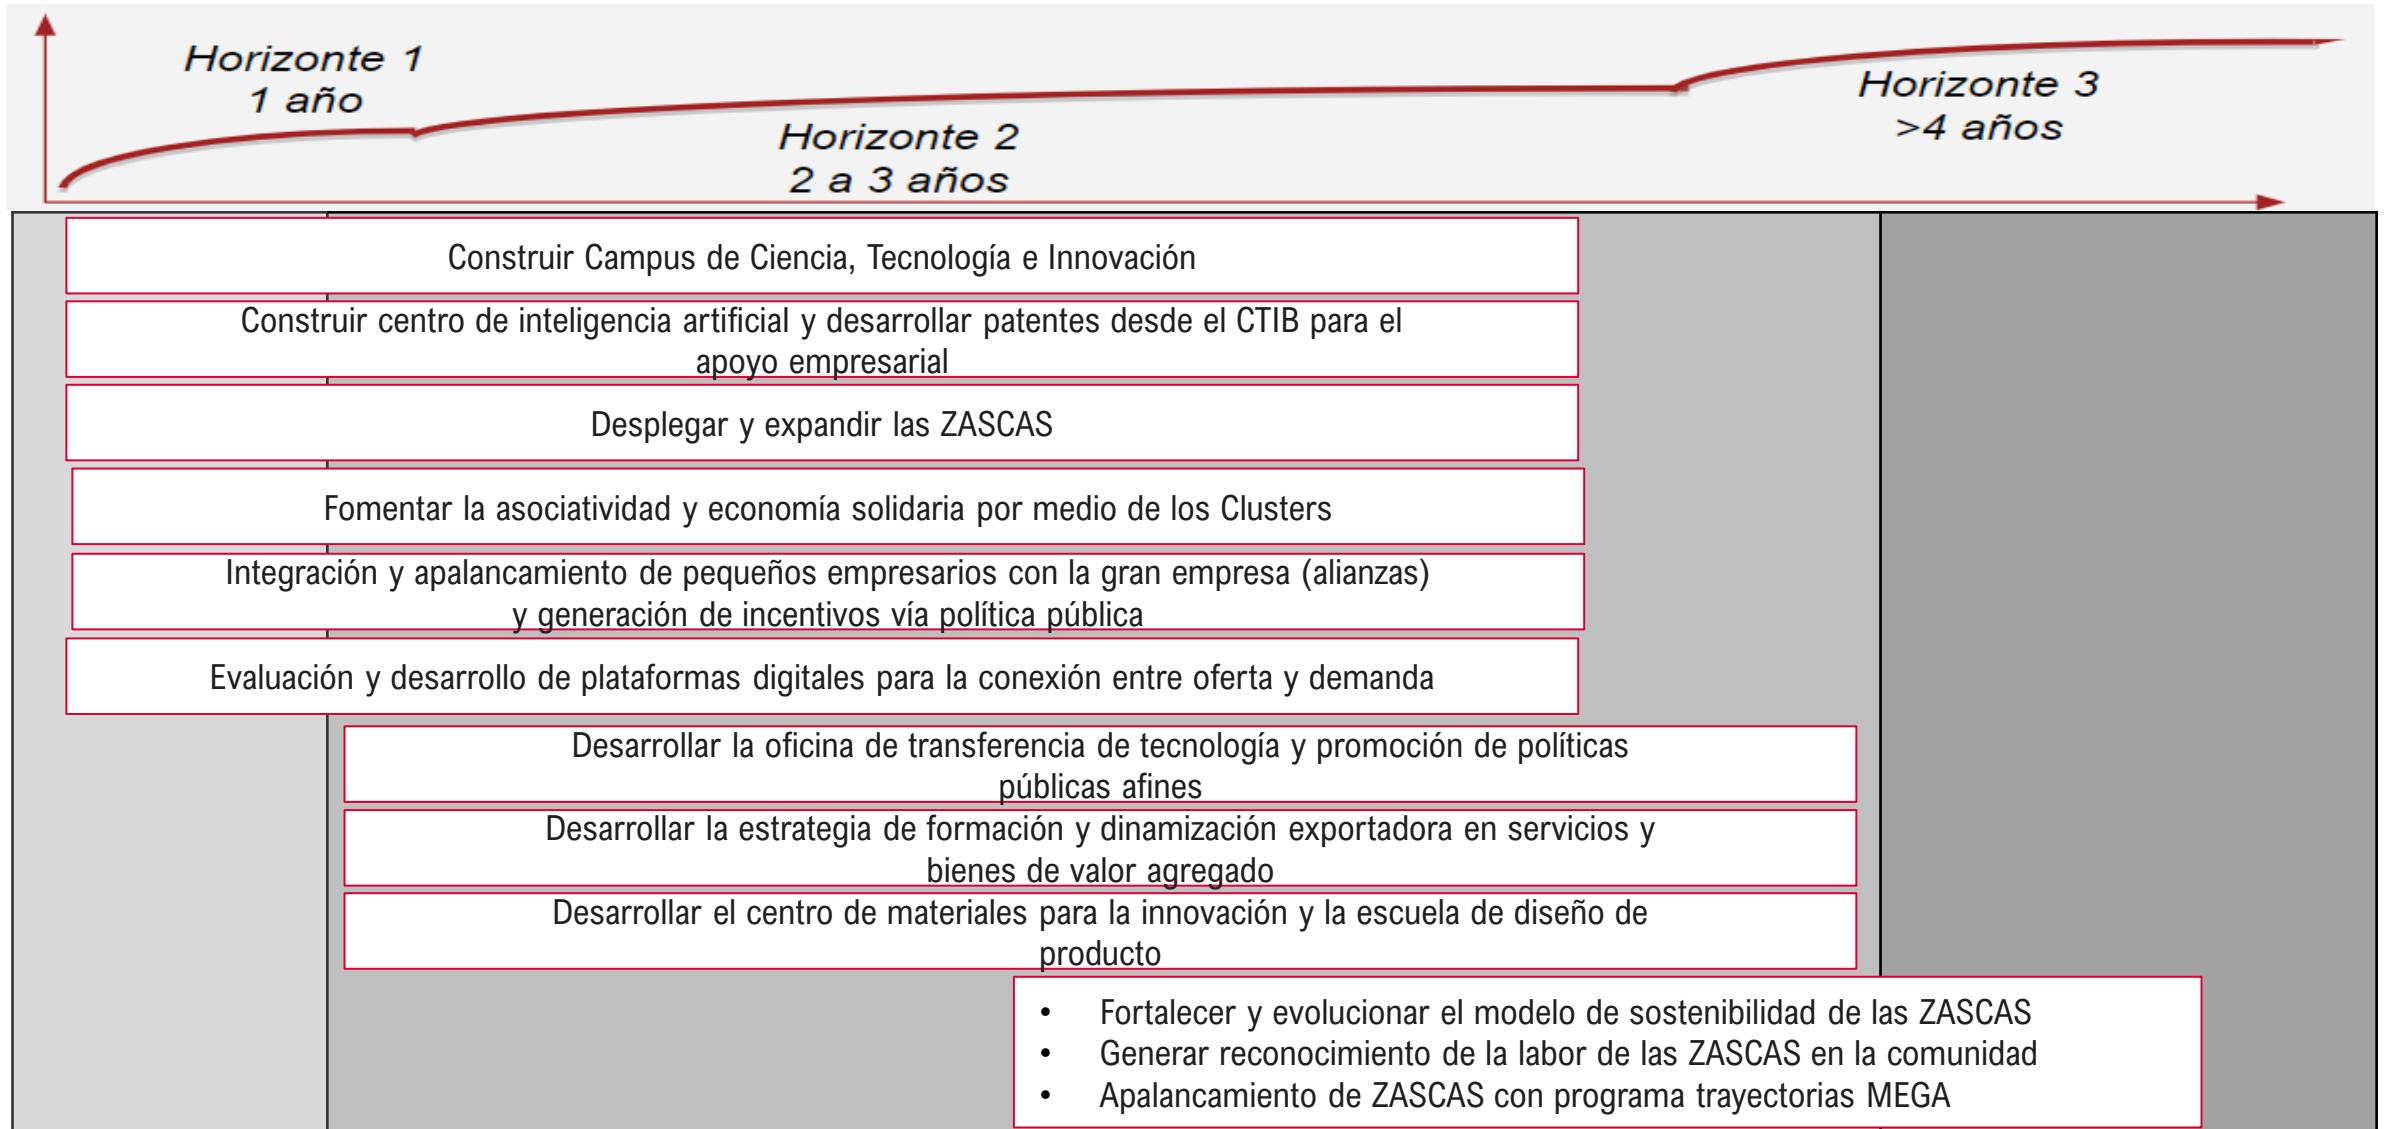 Horizonte 1
1 año
Horizonte 2
2 a 3 años
Horizonte 3
>4 años
Construir Campus de Ciencia, Tecnología e Innovación
Construir centro de inteligencia artificial y desarrollar patentes desde el CTIB para el
apoyo empresarial
Desplegar y expandir las ZASCAS
Fomentar la asociatividad y economía solidaria por medio de los Clusters
Integración y apalancamiento de pequeños empresarios con la gran empresa (alianzas)
y generación de incentivos vía política pública
Evaluación y desarrollo de plataformas digitales para la conexión entre oferta y demanda
Desarrollar la oficina de transferencia de tecnología y promoción de políticas
públicas afines
Desarrollar la estrategia de formación y dinamización exportadora en servicios y
bienes de valor agregado
Desarrollar el centro de materiales para la innovación y la escuela de diseño de
producto
• Fortalecer y evolucionar el modelo de sostenibilidad de las ZASCAS
• Generar reconocimiento de la labor de las ZASCAS en la comunidad
• Apalancamiento de ZASCAS con programa trayectorias MEGA